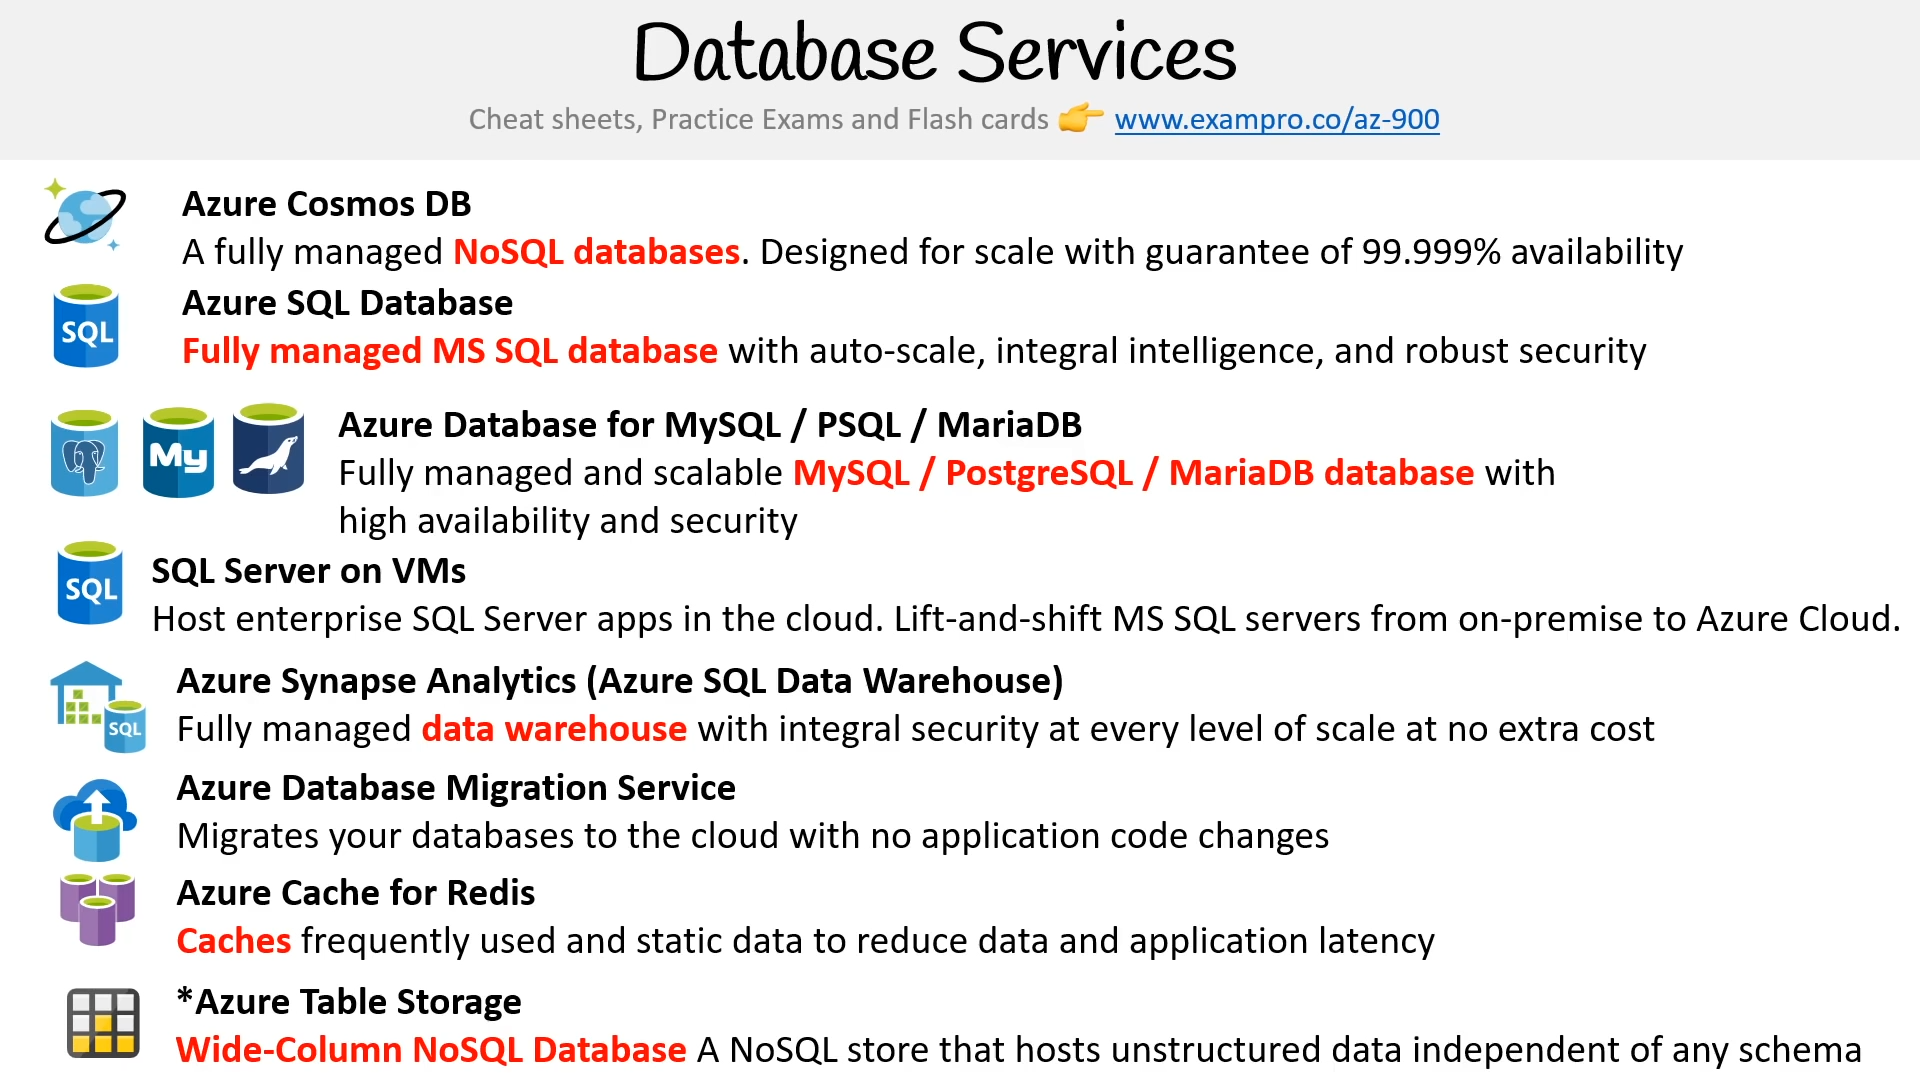 Database Services
Cheat sheets, Practice Exams and Flash cards 👉 www.exampro.co/az-900
Azure Cosmos DB
A fully managed NoSQL databases. Designed for scale with guarantee of 99.999% availability
SQL
Azure SQL Database
Fully managed MS SQL database with auto-scale, integral intelligence, and robust security
My
Azure Database for MySQL / PSQL / MariaDB
Fully managed and scalable MySQL / PostgreSQL / MariaDB database with
high availability and security
SQL
SQL Server on VMs
Host enterprise SQL Server apps in the cloud. Lift-and-shift MS SQL servers from on-premise to Azure Cloud.
SQL
Azure Synapse Analytics (Azure SQL Data Warehouse)
Fully managed data warehouse with integral security at every level of scale at no extra cost
Azure Database Migration Service
Migrates your databases to the cloud with no application code changes
Azure Cache for Redis
Caches frequently used and static data to reduce data and application latency
*Azure Table Storage
Wide-Column NoSQL Database A NoSQL store that hosts unstructured data independent of any schema